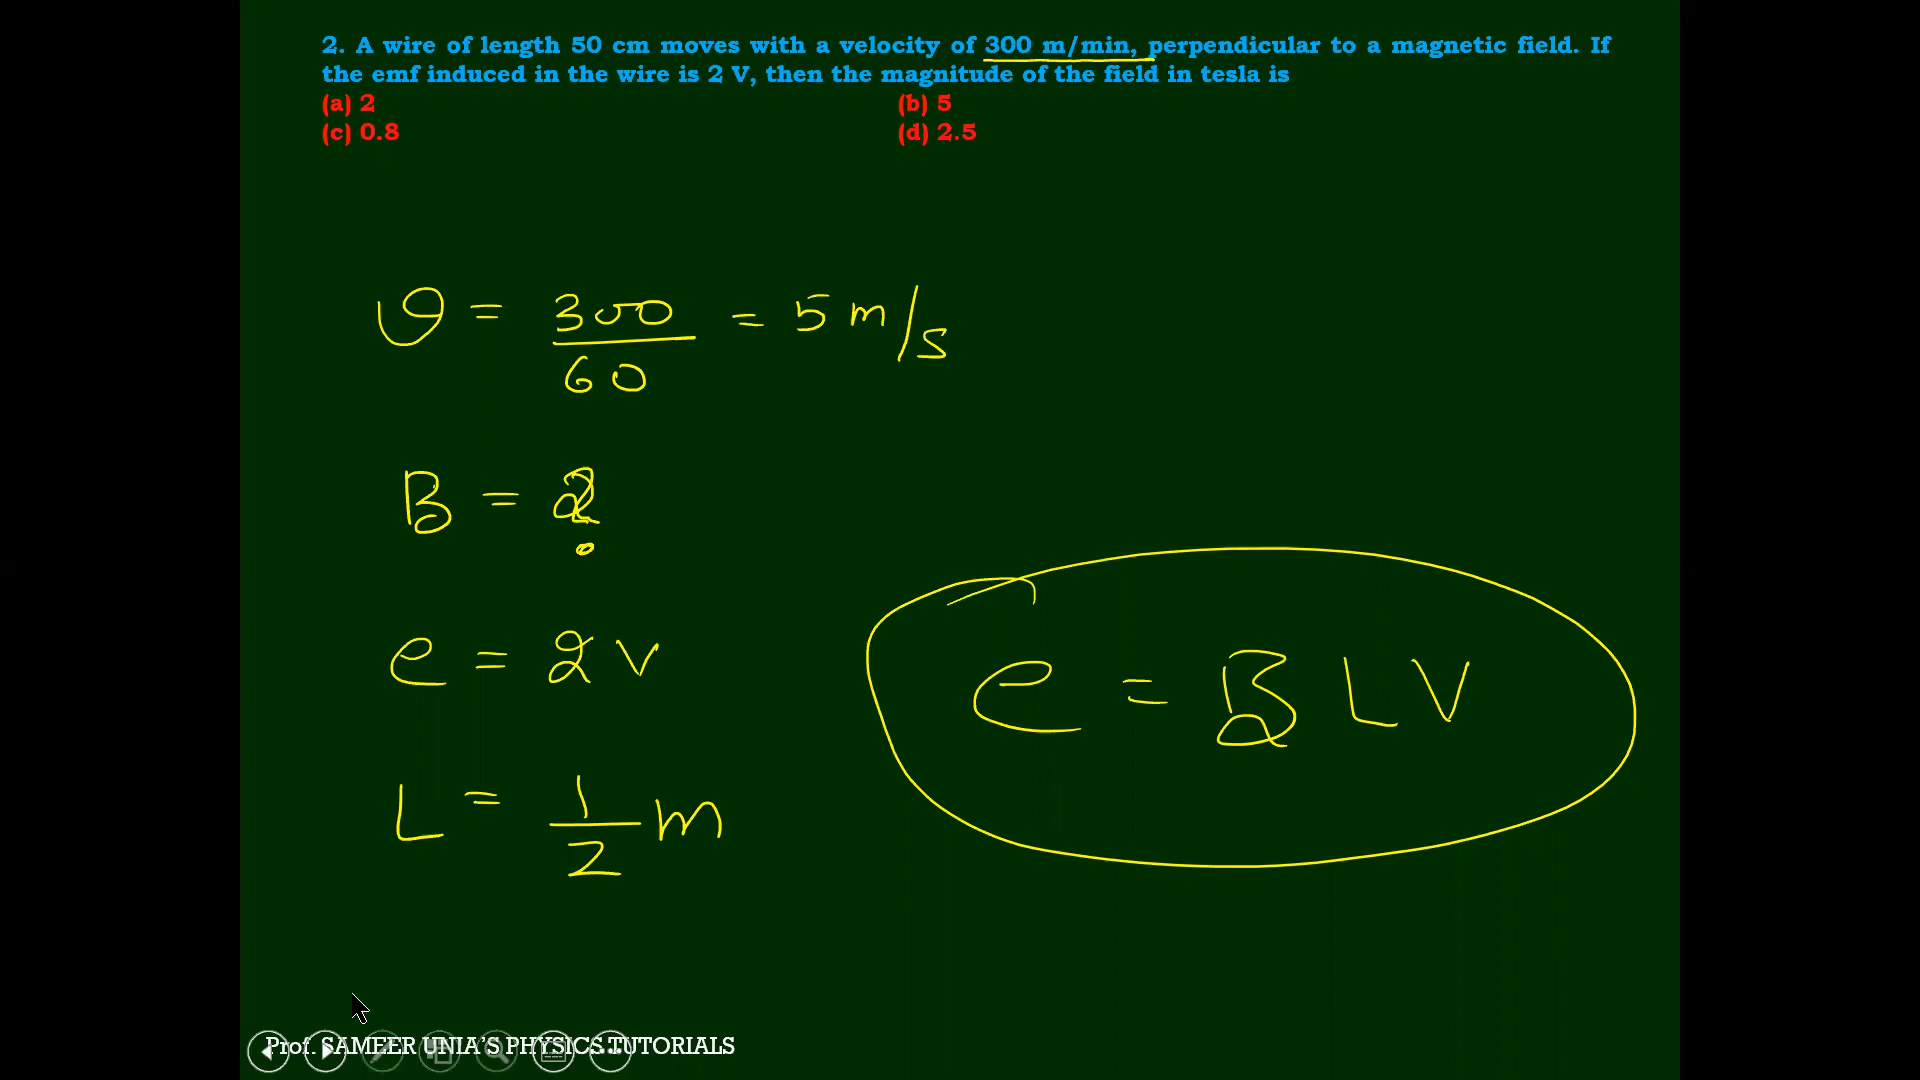 2. A wire of length 50 cm moves with a velocity of 300 m/min, perpendicular to a magnetic field. If
the emf induced in the wire is 2 V, then the magnitude of the field in tesla is
(a) 2 (b) 5
(c) 0.8 (d) 2.5
v = 300/60 = 5 m/s
B = ?
e = 2 v
L = 1/2 m
e = B L V
Prof. SAMEER UNIA'S PHYSICS TUTORIALS